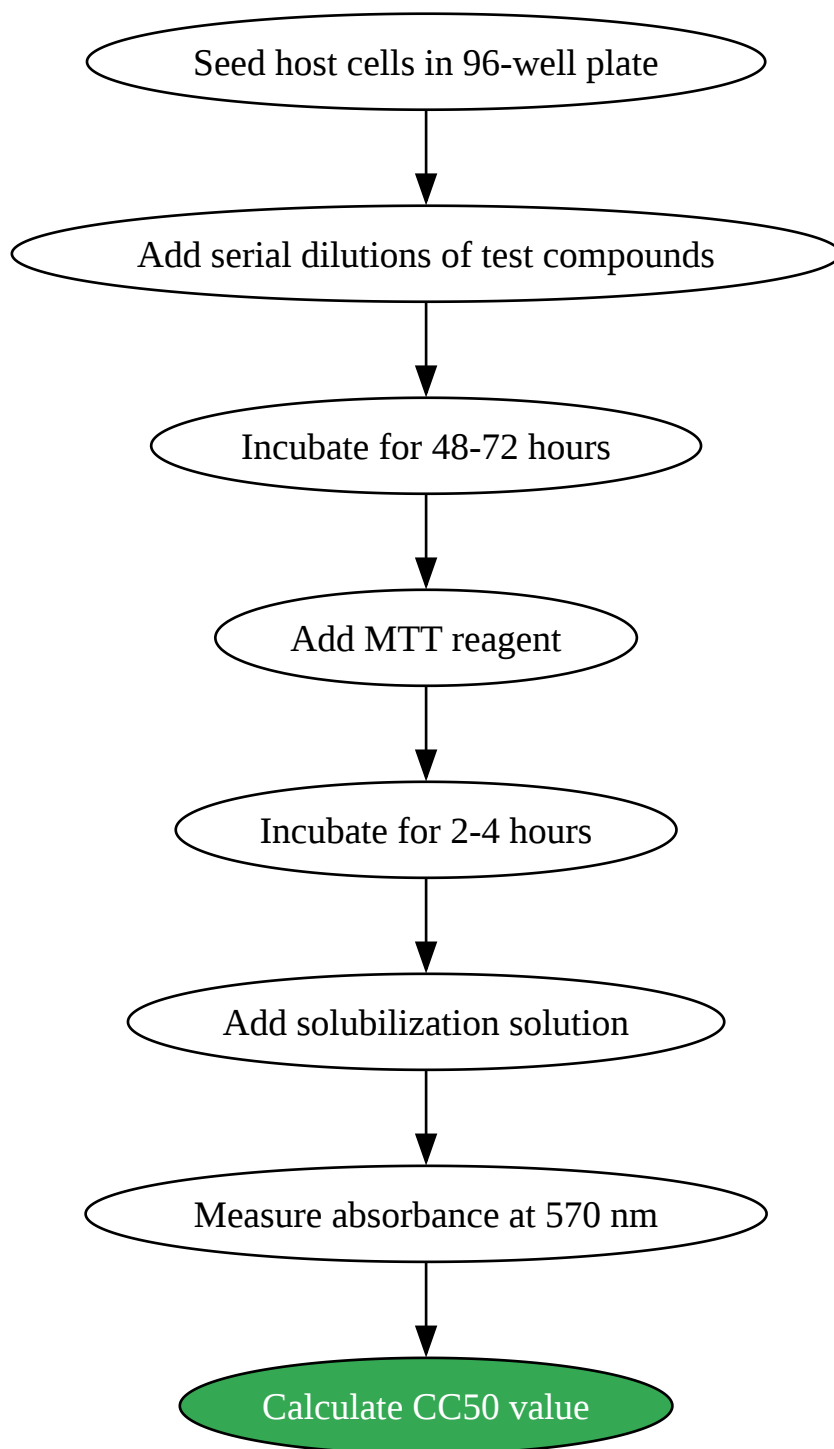 Seed host cells in 96-well plate
Add serial dilutions of test compounds
Incubate for 48-72 hours
Add MTT reagent
Incubate for 2-4 hours
Add solubilization solution
Measure absorbance at 570 nm
Calculate CC50 value